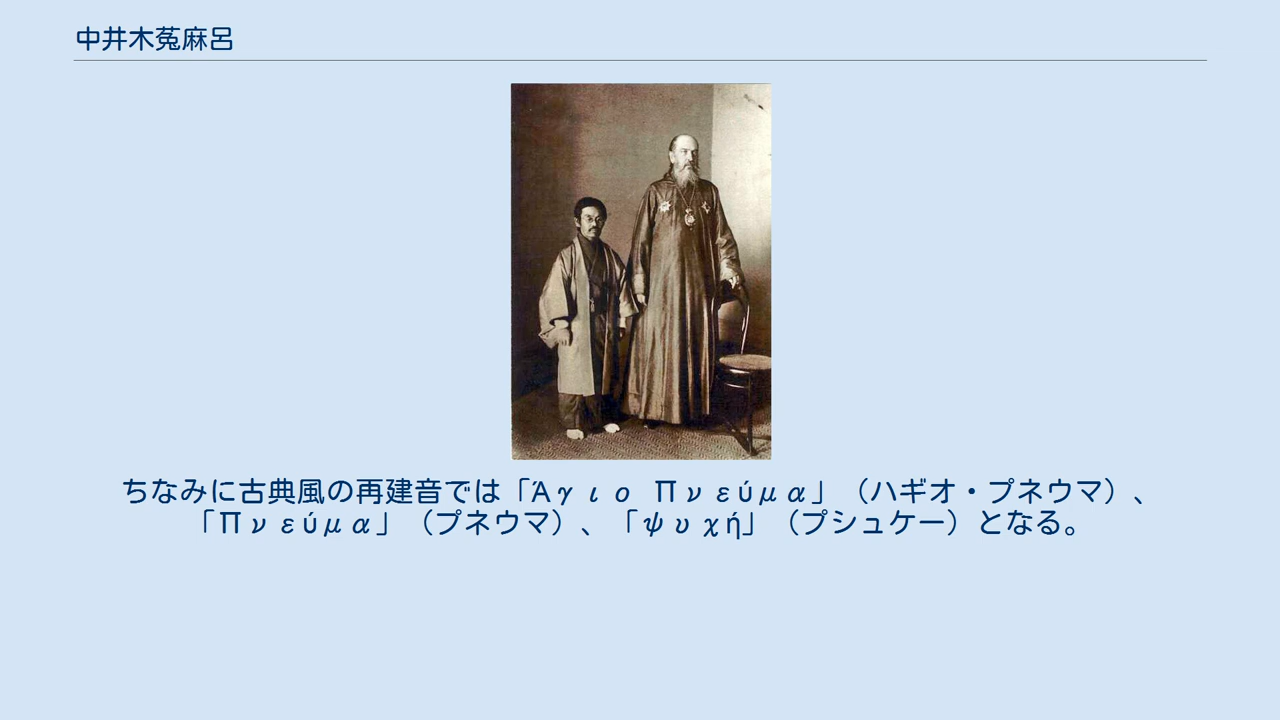 中井木菟麻呂
ちなみに古典風の再建音では「Άγιο Πνεύμα」（ハギオ・プネウマ）、
「Πνεύμα」（プネウマ）、「ψυχή」（プシュケー）となる。